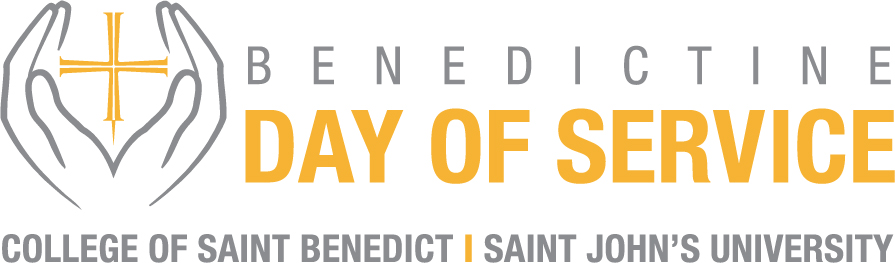 BENEDICTINE
DAY OF SERVICE
COLLEGE OF SAINT BENEDICT | SAINT JOHN'S UNIVERSITY